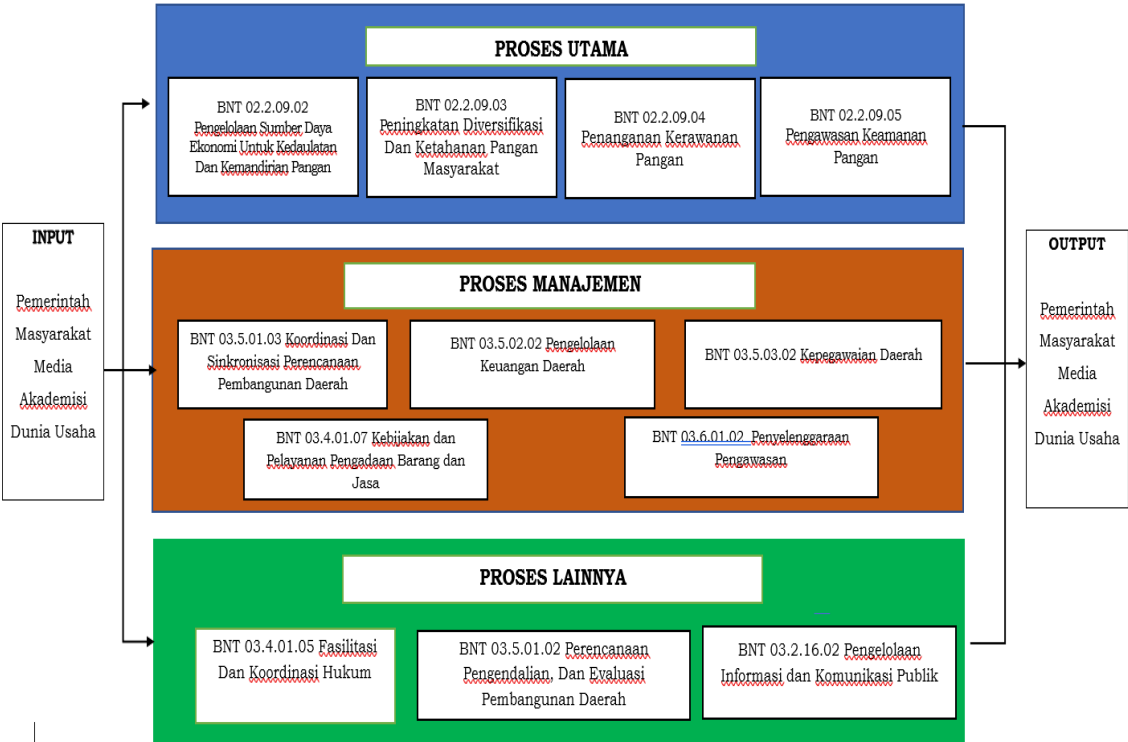 PROSES UTAMA
BNT 02.2.09.02
Pengelolaan Sumber Daya
Ekonomi Untuk Kedaulatan
Dan Kemandirian Pangan
BNT 02.2.09.03
Peningkatan Diversifikasi
Dan Ketahanan Pangan
Masyarakat
BNT 02.2.09.04
Penanganan Kerawanan
Pangan
BNT 02.2.09.05
Pengawasan Keamanan
Pangan
INPUT
Pemerintah
Masyarakat
Media
Akademisi
Dunia Usaha
PROSES MANAJEMEN
BNT 03.5.01.03 Koordinasi Dan
Sinkronisasi Perencanaan
Pembangunan Daerah
BNT 03.5.02.02 Pengelolaan
Keuangan Daerah
BNT 03.5.03.02 Kepegawaian Daerah
BNT 03.4.01.07 Kebijakan dan
Pelayanan Pengadaan Barang dan
Jasa
BNT 03.6.01.02 Penyelenggaraan
Pengawasan
OUTPUT
Pemerintah
Masyarakat
Media
Akademisi
Dunia Usaha
PROSES LAINNYA
BNT 03.4.01.05 Fasilitasi
Dan Koordinasi Hukum
BNT 03.5.01.02 Perencanaan
Pengendalian, Dan Evaluasi
Pembangunan Daerah
BNT 03.2.16.02 Pengelolaan
Informasi dan Komunikasi Publik